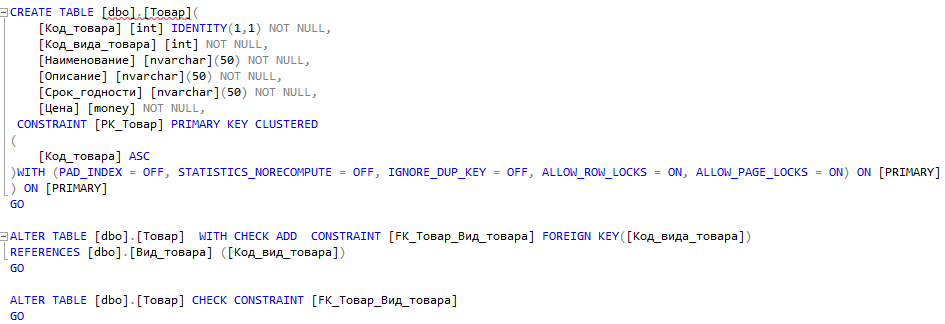 CREATE TABLE [dbo].[Товар](
    [Код_товара] [int] IDENTITY(1,1) NOT NULL,
    [Код_вида_товара] [int] NOT NULL,
    [Наименование] [nvarchar](50) NOT NULL,
    [Описание] [nvarchar](50) NOT NULL,
    [Срок_годности] [nvarchar](50) NOT NULL,
    [Цена] [money] NOT NULL,
 CONSTRAINT [PK_Товар] PRIMARY KEY CLUSTERED
(
    [Код_товара] ASC
)WITH (PAD_INDEX = OFF, STATISTICS_NORECOMPUTE = OFF, IGNORE_DUP_KEY = OFF, ALLOW_ROW_LOCKS = ON, ALLOW_PAGE_LOCKS = ON) ON [PRIMARY]
) ON [PRIMARY]
GO
ALTER TABLE [dbo].[Товар]  WITH CHECK ADD  CONSTRAINT [FK_Товар_Вид_товара] FOREIGN KEY([Код_вида_товара])
REFERENCES [dbo].[Вид_товара] ([Код_вид_товара])
GO
ALTER TABLE [dbo].[Товар] CHECK CONSTRAINT [FK_Товар_Вид_товара]
GO